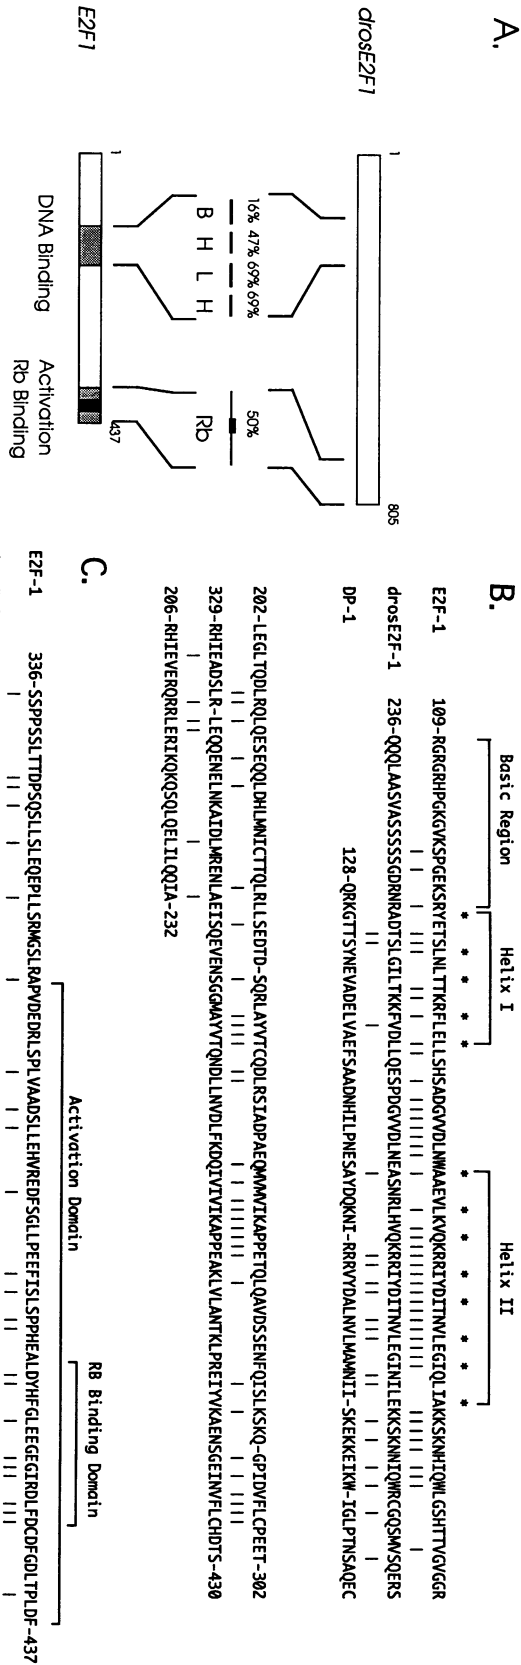 A.
drosE2F1
1
805
16% 47% 69% 69%
50%
B H L H
Rb
E2F1
1
437
DNA Binding
Activation
Rb Binding
B.
Basic Region
Helix I
Helix II
* * * * * * * * * * * *
E2F-1 109-RGRGRHPGKGVKSPGEKSRYETSLNLTTKRFLELLSHSADGVVDLNWAAEVLKVQKRRIYDITNVLEGIQLIAKKSKNHIQWLGSHTTVGVGGR
drosE2F-1 236-QQQLAASVASSSSSGDRNRADTSLGILTKKFVDLLQESPDGVVDLNEASNRLHVQKRRIYDITNVLEGINILEKKSKNNIQWRCGQSMVSQERS
DP-1 128-QRKGTTSYNEVADELVAEFSAADNHILPNESAYDQKNI-RRRVYDALNVLMAMNII-SKEKKEIKW-IGLPTNSAQEC
202-LEGLTQDLRQLQESEQQLDHLMNICTTQLRLLSEDTD-SQRLAYVTCQDLRSIADPAEQMVMVIKAPPETQLQAVDSSENFQISLKSKQ-GPIDVFLCPEET-302
329-RHIEADSLR-LEQQENELNKAIDLMRENLAEISQEVENSGGMAYVTQNDLLNVDLFKDQIVIVIKAPPEAKLVLANTKLPREIYVKAENSGEINVFLCHDTS-430
206-RHIEVERQRRLERIKQKQSQLQELILQQIA-232
C.
Activation Domain
RB Binding Domain
E2F-1 336-SSPPSSLTTDPSQSLLSLEQEPLLSRMGSLRAPVDEDRLSPLVAADSLLEHVREDFSGLLPEEFISLSPPHEALDYHFGLEEGEGIRDLFDCDFGDLTPLDF-437